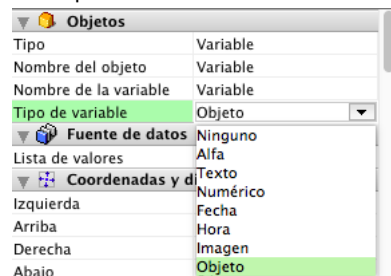 Objetos
Tipo Variable
Nombre del objeto Variable
Nombre de la variable Variable
Tipo de variable Objeto
Fuente de datos Ninguno
Lista de valores Alfa
Texto
Coordenadas y di Numérico
Izquierda Fecha
Arriba Hora
Derecha Imagen
Abajo Objeto